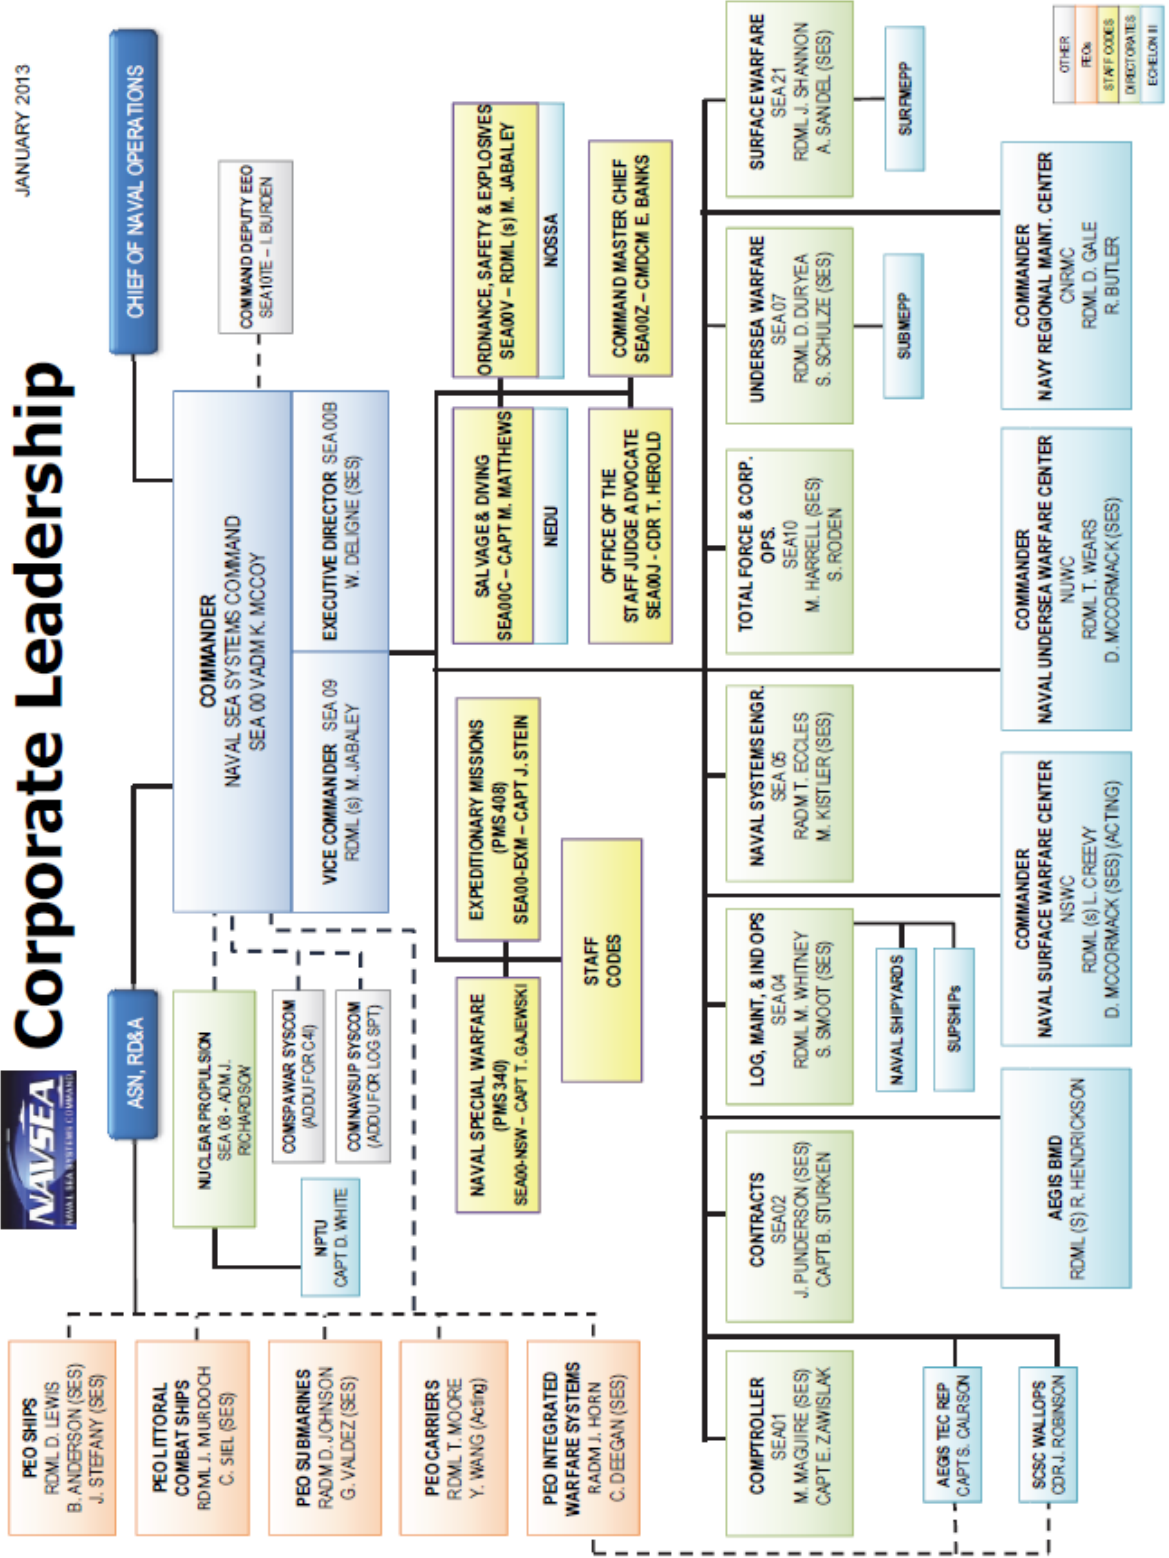 NAVSEA
NAVAL SEA SYSTEMS COMMAND
Corporate Leadership
JANUARY 2013
ASN, RD&A
CHIEF OF NAVAL OPERATIONS
COMMANDER
NAVAL SEA SYSTEMS COMMAND
SEA 00 VADM K. MCCOY
VICE COMMANDER SEA 09
RDML (s) M. JABALEY
EXECUTIVE DIRECTOR SEA 00B
W. DELIGNE (SES)
COMMAND DEPUTY EEO
SEA10TE – I. BURDEN
PEO SHIPS
RDML D. LEWIS
B. ANDERSON (SES)
J. STEFANY (SES)
PEO LITTORAL
COMBAT SHIPS
RDML J. MURDOCH
C. SIEL (SES)
PEO SUBMARINES
RADM D. JOHNSON
G. VALDEZ (SES)
PEO CARRIERS
RDML T. MOORE
Y. WANG (Acting)
PEO INTEGRATED
WARFARE SYSTEMS
RADM J. HORN
C. DEEGAN (SES)
NUCLEAR PROPULSION
SEA 08 - ADM J.
RICHARDSON
NPTU
CAPT D. WHITE
COMSPAWAR SYSCOM
(ADDU FOR C4I)
COMNAVSUP SYSCOM
(ADDU FOR LOG SPT)
NAVAL SPECIAL WARFARE
(PMS 340)
SEA00-NSW – CAPT T. GAJEWSKI
EXPEDITIONARY MISSIONS
(PMS 408)
SEA00-EXM – CAPT J. STEIN
STAFF
CODES
SALVAGE & DIVING
SEA00C – CAPT M. MATTHEWS
NEDU
ORDNANCE, SAFETY & EXPLOSIVES
SEA00V – RDML (s) M. JABALEY
NOSSA
OFFICE OF THE
STAFF JUDGE ADVOCATE
SEA00J - CDR T. HEROLD
COMMAND MASTER CHIEF
SEA00Z – CMDCM E. BANKS
COMPTROLLER
SEA01
M. MAGUIRE (SES)
CAPT E. ZAWISLAK
CONTRACTS
SEA02
J. PUNDERSON (SES)
CAPT B. STURKEN
LOG, MAINT, & IND OPS
SEA 04
RDML M. WHITNEY
S. SMOOT (SES)
NAVAL SHIPYARDS
SUPSHIPs
NAVAL SYSTEMS ENGR.
SEA 05
RADM T. ECCLES
M. KISTLER (SES)
TOTAL FORCE & CORP.
OPS.
SEA10
M. HARRELL (SES)
S. RODEN
UNDERSEA WARFARE
SEA 07
RDML D. DURYEA
S. SCHULZE (SES)
SUBMEPP
SURFACE WARFARE
SEA 21
RDML J. SHANNON
A. SANDEL (SES)
SURFMEPP
AEGIS TEC REP
CAPT S. CALRSON
SCSC WALLOPS
CDR J. ROBINSON
AEGIS BMD
RDML (S) R. HENDRICKSON
COMMANDER
NAVAL SURFACE WARFARE CENTER
NSWC
RDML (s) L. CREEVY
D. MCCORMACK (SES) (ACTING)
COMMANDER
NAVAL UNDERSEA WARFARE CENTER
NUWC
RDML T. WEARS
D. MCCORMACK (SES)
COMMANDER
NAVY REGIONAL MAINT. CENTER
CNRMC
RDML D. GALE
R. BUTLER
OTHER
PEOs
STAFF CODES
DIRECTORATES
ECHELON III